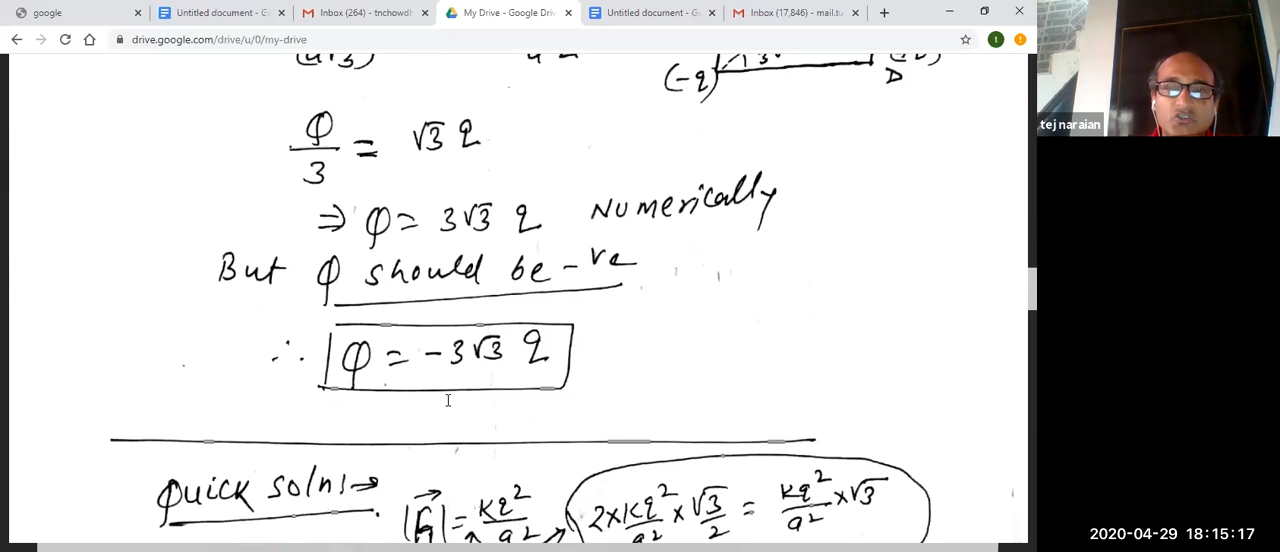 google
Untitled document - G
Inbox (264) - tnchowdh
My Drive - Google Driv
Untitled document - G
Inbox (17,846) - mail.tu
drive.google.com/drive/u/0/my-drive
t
(-q)
D
tej naraian
Q/3 = √3 q
⇒ Q = 3√3 q Numerically
But Q should be -ve
∴ Q = -3√3 q
Quick soln:→
|F₁| = Kq²/a² 2×Kq²/a² × √3/2 = Kq²/a² × √3
2020-04-29 18:15:17